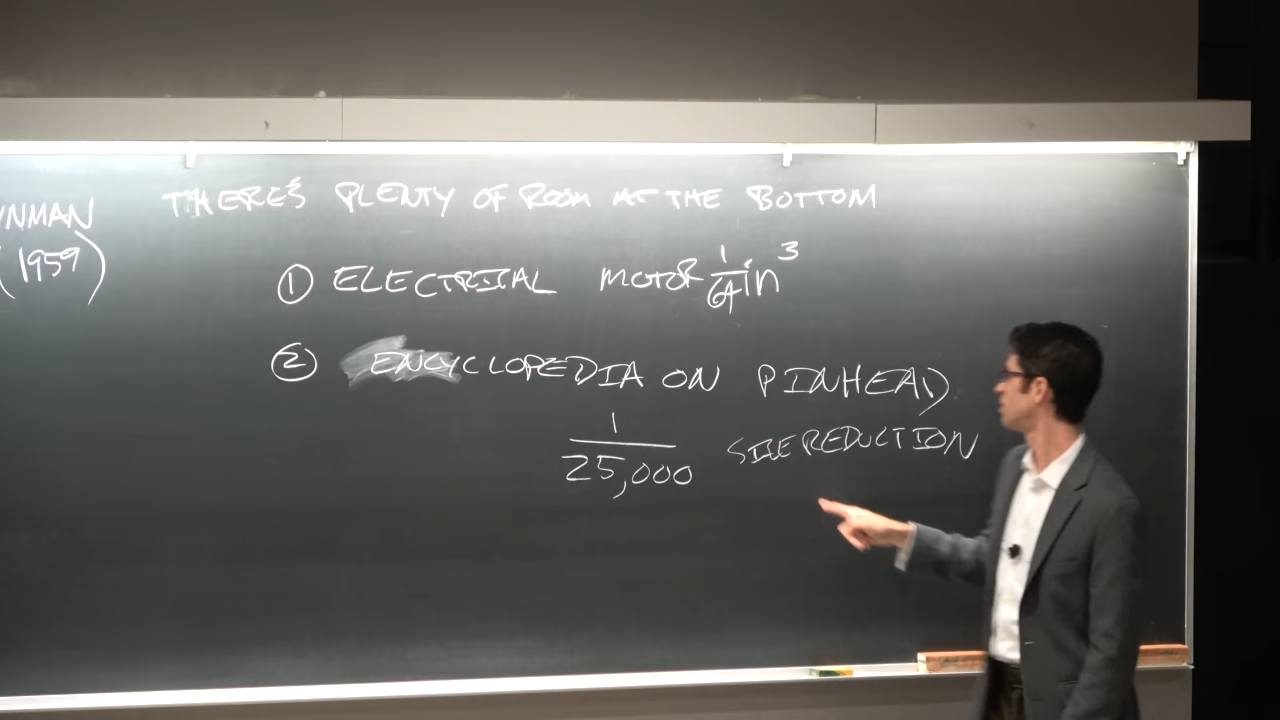 THERE'S PLENTY OF ROOM AT THE BOTTOM
NMAN
(1959)
① ELECTRICAL MOTOR 1/64 in³
② ENCYCLOPEDIA ON PINHEAD
1/25,000 SIZE REDUCTION